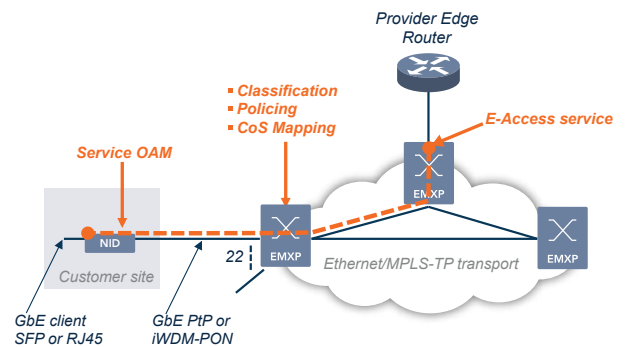 Provider Edge
Router
▪ Classification
▪ Policing
▪ CoS Mapping
E-Access service
Service OAM
EMXP
NID
EMXP
EMXP
22
Ethernet/MPLS-TP transport
Customer site
GbE client
SFP or RJ45
GbE PtP or
iWDM-PON